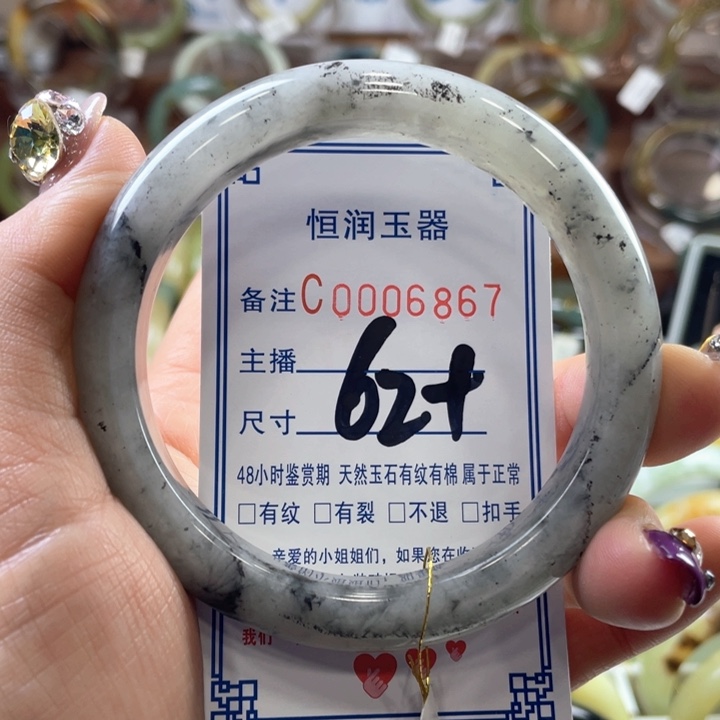 恒润玉器
备注C0006867
主播
尺寸 62+
48小时鉴赏期 天然玉石有纹有棉 属于正常
□有纹 □有裂 □不退 □扣手
亲爱的小姐姐们，如果您在收
我们